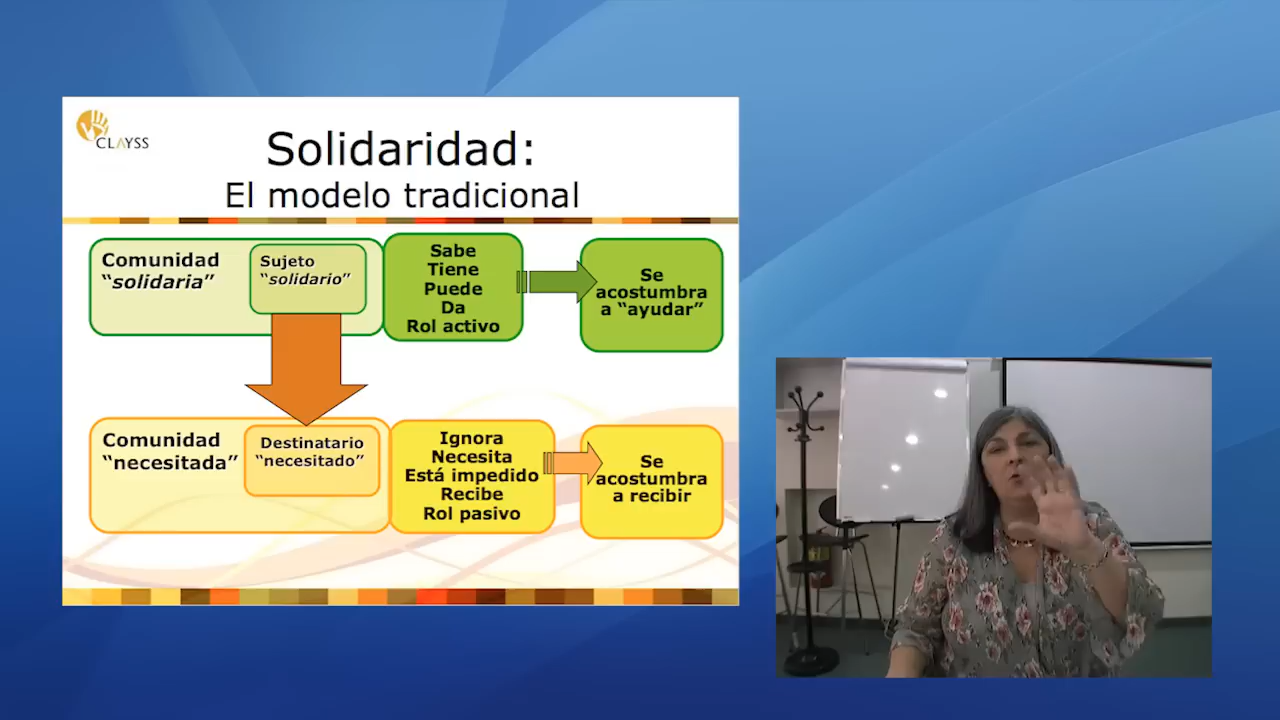 CLAYSS
Solidaridad:
El modelo tradicional
Comunidad
“solidaria”
Sujeto
“solidario”
Sabe
Tiene
Puede
Da
Rol activo
Se
acostumbra
a “ayudar”
Comunidad
“necesitada”
Destinatario
“necesitado”
Ignora
Necesita
Está impedido
Recibe
Rol pasivo
Se
acostumbra
a recibir